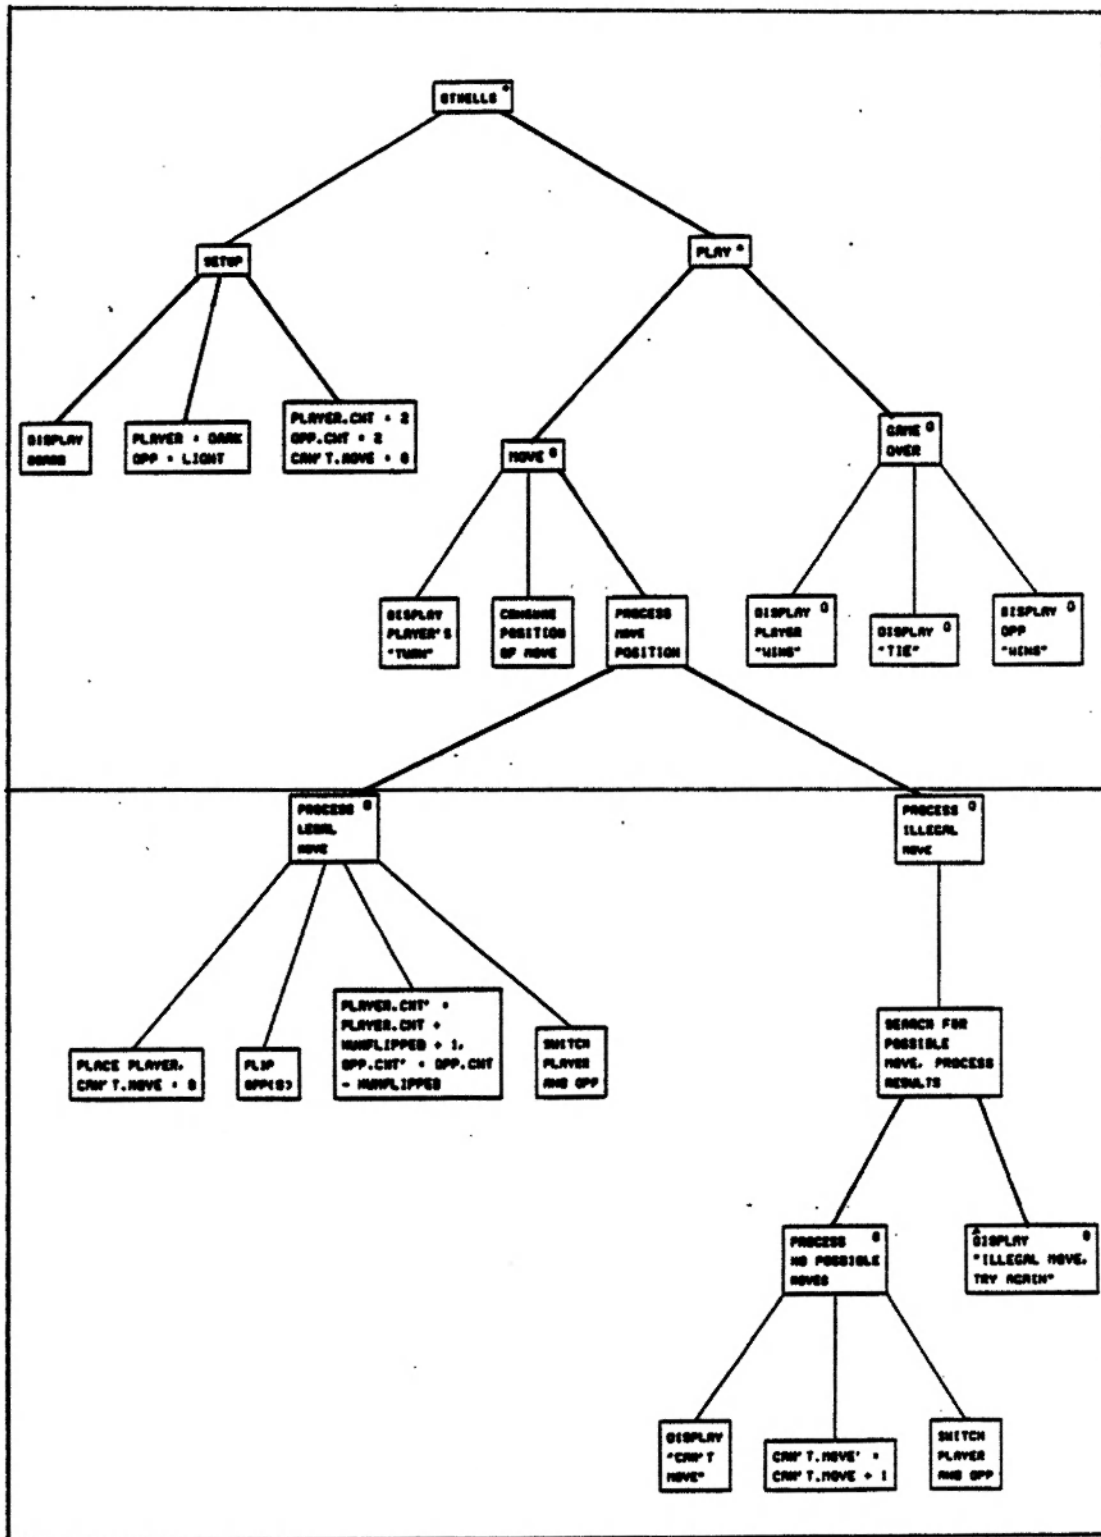 OTHELLO *
SETUP
PLAY *
DISPLAY
BOARD
PLAYER = DARK
OPP = LIGHT
PLAYER.CNT = 2
OPP.CNT = 2
CAN'T.MOVE = 0
MOVE O
GAME O
OVER
DISPLAY
PLAYER'S
"TURN"
CONSUME
POSITION
OF MOVE
PROCESS
MOVE
POSITION
DISPLAY O
PLAYER
"WINS"
DISPLAY O
"TIE"
DISPLAY O
OPP
"WINS"
PROCESS O
LEGAL
MOVE
PROCESS O
ILLEGAL
MOVE
PLACE PLAYER,
CAN'T.MOVE = 0
FLIP
OPP(S)
PLAYER.CNT' =
PLAYER.CNT +
NUMFLIPPED + 1,
OPP.CNT' = OPP.CNT
- NUMFLIPPED
SWITCH
PLAYER
AND OPP
SEARCH FOR
POSSIBLE
MOVE, PROCESS
RESULTS
PROCESS O
NO POSSIBLE
MOVES
DISPLAY O
"ILLEGAL MOVE,
TRY AGAIN"
DISPLAY
"CAN'T
MOVE"
CAN'T.MOVE' =
CAN'T.MOVE + 1
SWITCH
PLAYER
AND OPP